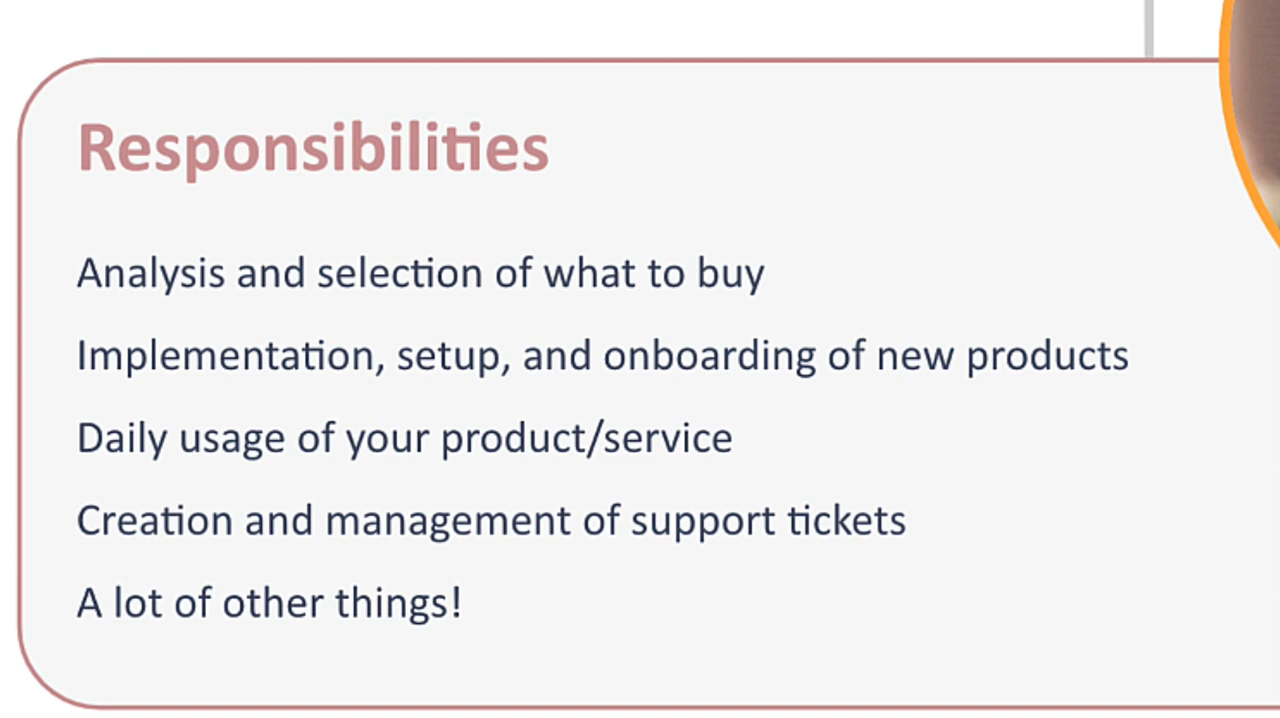 Responsibilities
Analysis and selection of what to buy
Implementation, setup, and onboarding of new products
Daily usage of your product/service
Creation and management of support tickets
A lot of other things!